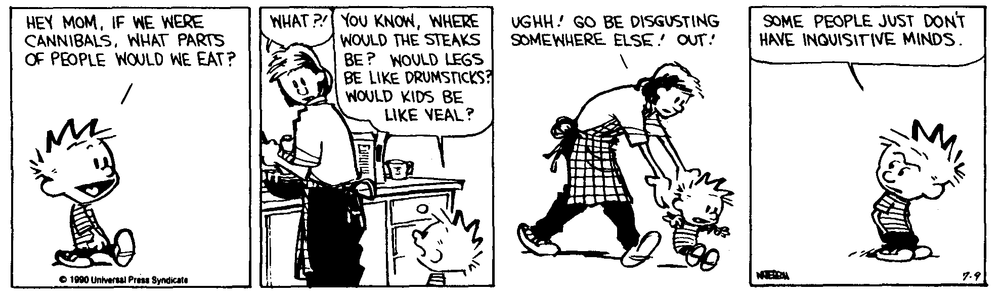 HEY MOM, IF WE WERE
CANNIBALS, WHAT PARTS
OF PEOPLE WOULD WE EAT?
© 1990 Universal Press Syndicate
WHAT?!
YOU KNOW, WHERE
WOULD THE STEAKS
BE? WOULD LEGS
BE LIKE DRUMSTICKS?
WOULD KIDS BE
LIKE VEAL?
UGHH! GO BE DISGUSTING
SOMEWHERE ELSE! OUT!
SOME PEOPLE JUST DON'T
HAVE INQUISITIVE MINDS.
WATTERSON
7-9